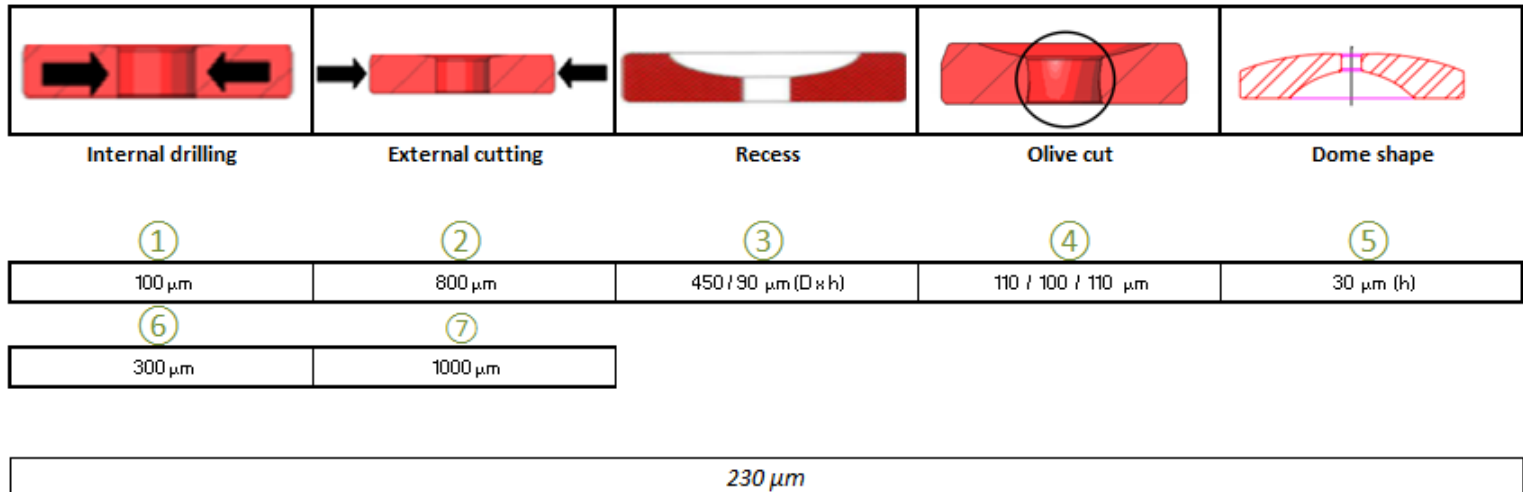 Internal drilling External cutting Recess Olive cut Dome shape
① ② ③ ④ ⑤
100 µm 800 µm 450 / 90 µm (D x h) 110 / 100 / 110 µm 30 µm (h)
⑥ ⑦
300 µm 1000 µm
230 µm